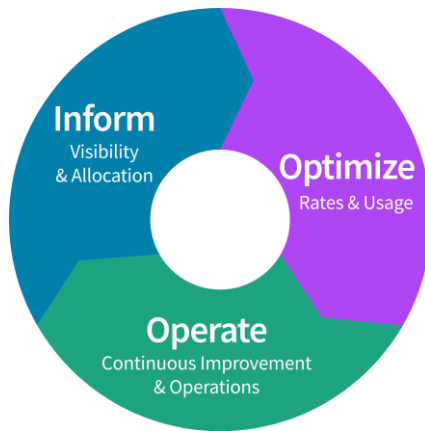 Inform
Visibility
& Allocation
Optimize
Rates & Usage
Operate
Continuous Improvement
& Operations